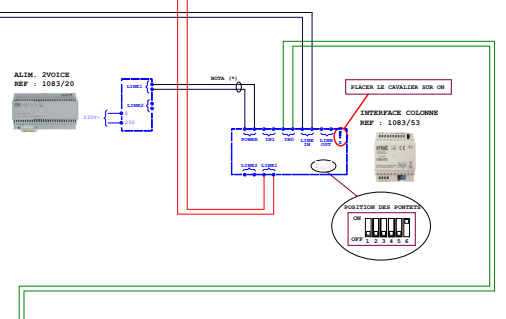 NOTA (*)
ALIM. 2VOICE
REF : 1083/20
LINE1
LINE2
230V~
0
230
PLACER LE CAVALIER SUR ON
INTERFACE COLONNE
REF : 1083/53
POWER IN1 IN0 LINE IN LINE OUT
LINE2 LINE1
POSITION DES PONTETS
ON
OFF 1 2 3 4 5 6